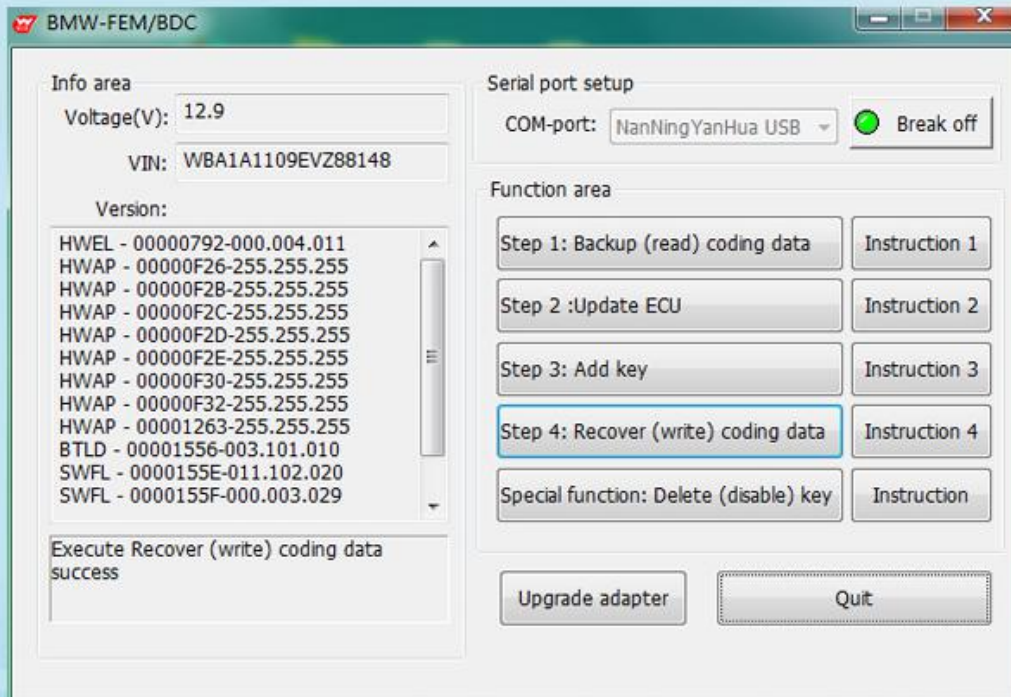 BMW-FEM/BDC
Info area
Voltage(V): 12.9
VIN: WBA1A1109EVZ88148
Version:
HWEL - 00000792-000.004.011
HWAP - 00000F26-255.255.255
HWAP - 00000F2B-255.255.255
HWAP - 00000F2C-255.255.255
HWAP - 00000F2D-255.255.255
HWAP - 00000F2E-255.255.255
HWAP - 00000F30-255.255.255
HWAP - 00000F32-255.255.255
HWAP - 00001263-255.255.255
BTLD - 00001556-003.101.010
SWFL - 0000155E-011.102.020
SWFL - 0000155F-000.003.029
Execute Recover (write) coding data
success
Serial port setup
COM-port: NanNingYanHua USB Break off
Function area
Step 1: Backup (read) coding data Instruction 1
Step 2 :Update ECU Instruction 2
Step 3: Add key Instruction 3
Step 4: Recover (write) coding data Instruction 4
Special function: Delete (disable) key Instruction
Upgrade adapter Quit